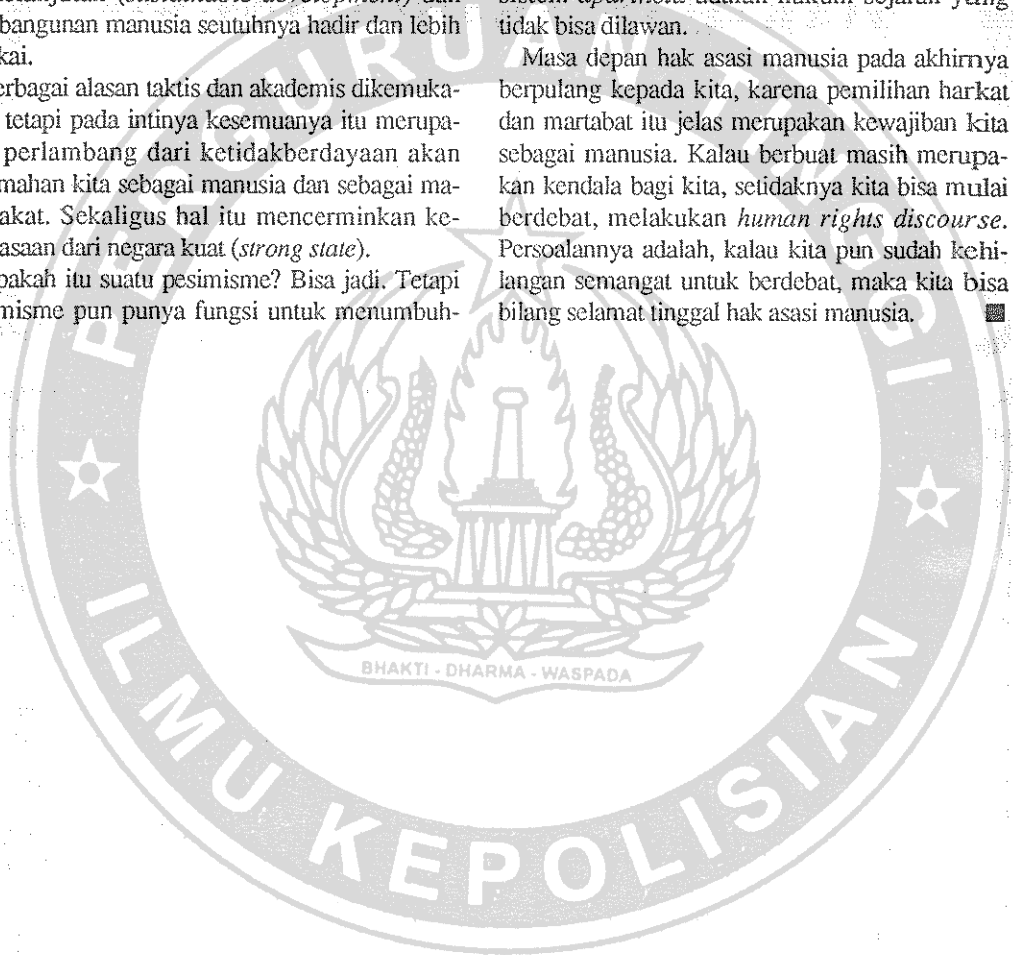 bangunan manusia seutuhnya hadir dan lebih
kai.
erbagai alasan taktis dan akademis dikemuka-
tetapi pada intinya kesemuanya itu merupa-
perlambang dari ketidakberdayaan akan
mahan kita sebagai manusia dan sebagai ma-
akat. Sekaligus hal itu mencerminkan ke-
asaan dari negara kuat (strong state).
pakah itu suatu pesimisme? Bisa jadi. Tetapi
misme pun punya fungsi untuk menumbuh-
tidak bisa dilawan.
Masa depan hak asasi manusia pada akhirnya
berpulang kepada kita, karena pemilihan harkat
dan martabat itu jelas merupakan kewajiban kita
sebagai manusia. Kalau berbuat masih merupa-
kan kendala bagi kita, setidaknya kita bisa mulai
berdebat, melakukan human rights discourse.
Persoalannya adalah, kalau kita pun sudah kehi-
langan semangat untuk berdebat, maka kita bisa
bilang selamat tinggal hak asasi manusia.
PERGURUAN TINGGI
BHAKTI - DHARMA - WASPADA
ILMU KEPOLISIAN